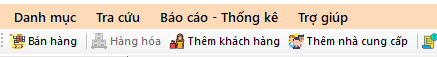 Danh mục Tra cứu Báo cáo - Thống kê Trợ giúp
Bán hàng Hàng hóa Thêm khách hàng Thêm nhà cung cấp